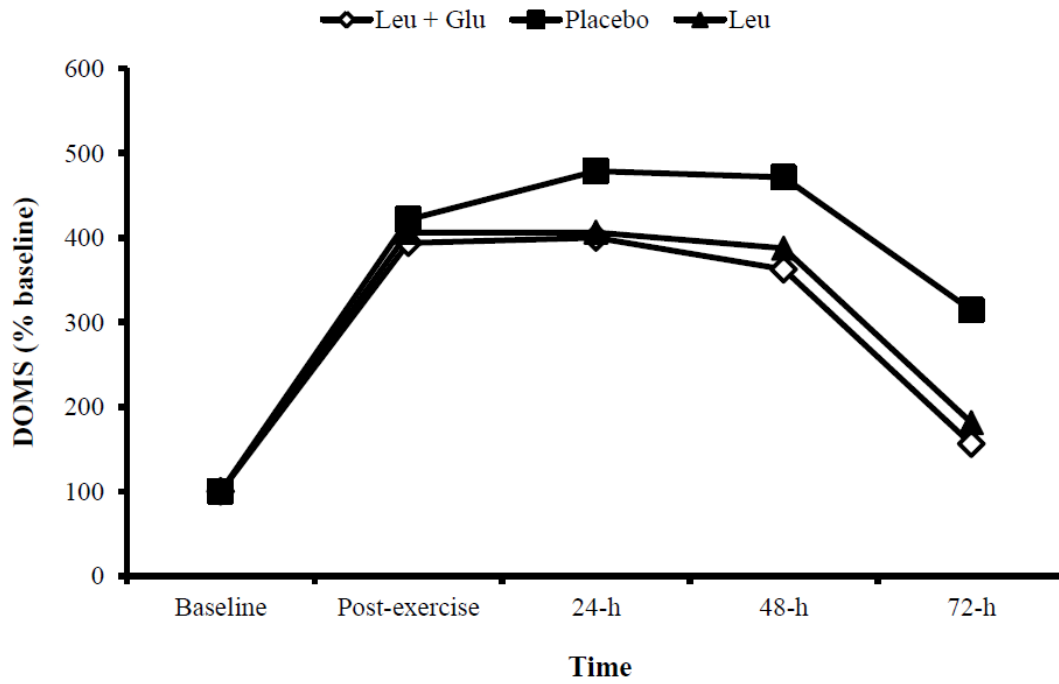 Leu + Glu Placebo Leu
600
500
400
300
200
100
0
DOMS (% baseline)
Baseline Post-exercise 24-h 48-h 72-h
Time